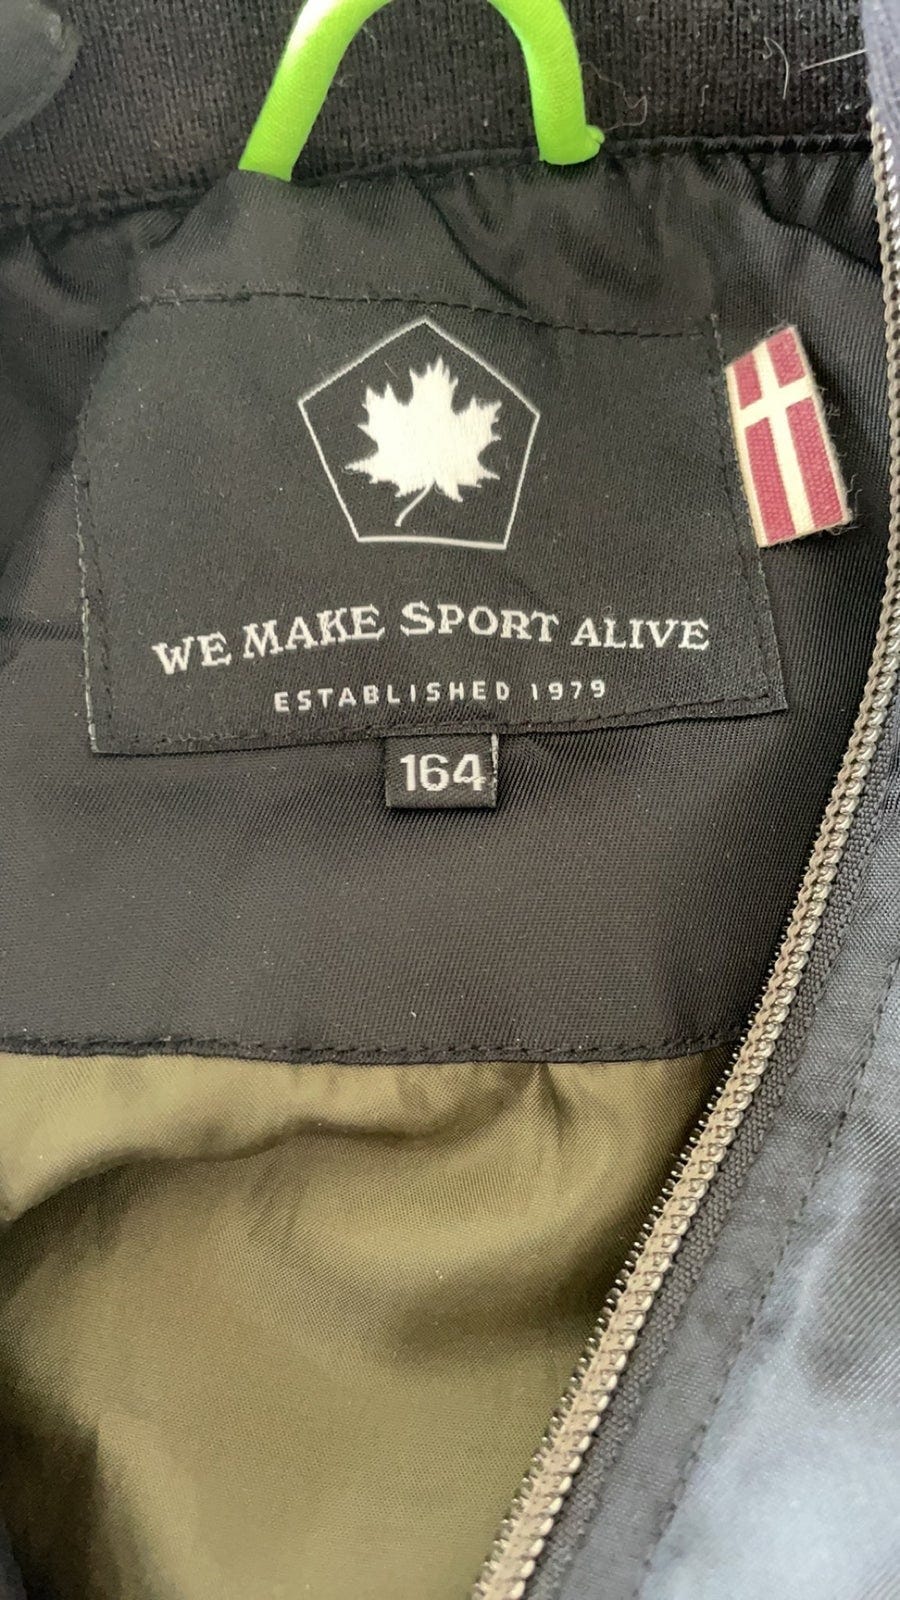 WE MAKE SPORT ALIVE
ESTABLISHED 1979
164